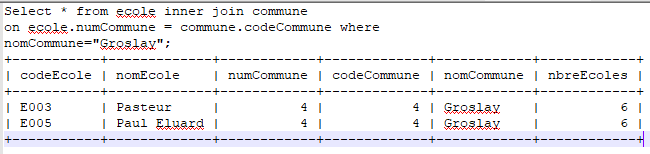 Select * from ecole inner join commune
on ecole.numCommune = commune.codeCommune where
nomCommune="Groslay";
+-----------+-------------+-----------+-------------+------------+------------+
| codeEcole | nomEcole    | numCommune | codeCommune | nomCommune | nbreEcoles |
+-----------+-------------+-----------+-------------+------------+------------+
| E003      | Pasteur     |          4 |           4 | Groslay    |          6 |
| E005      | Paul Eluard |          4 |           4 | Groslay    |          6 |
+-----------+-------------+-----------+-------------+------------+------------+